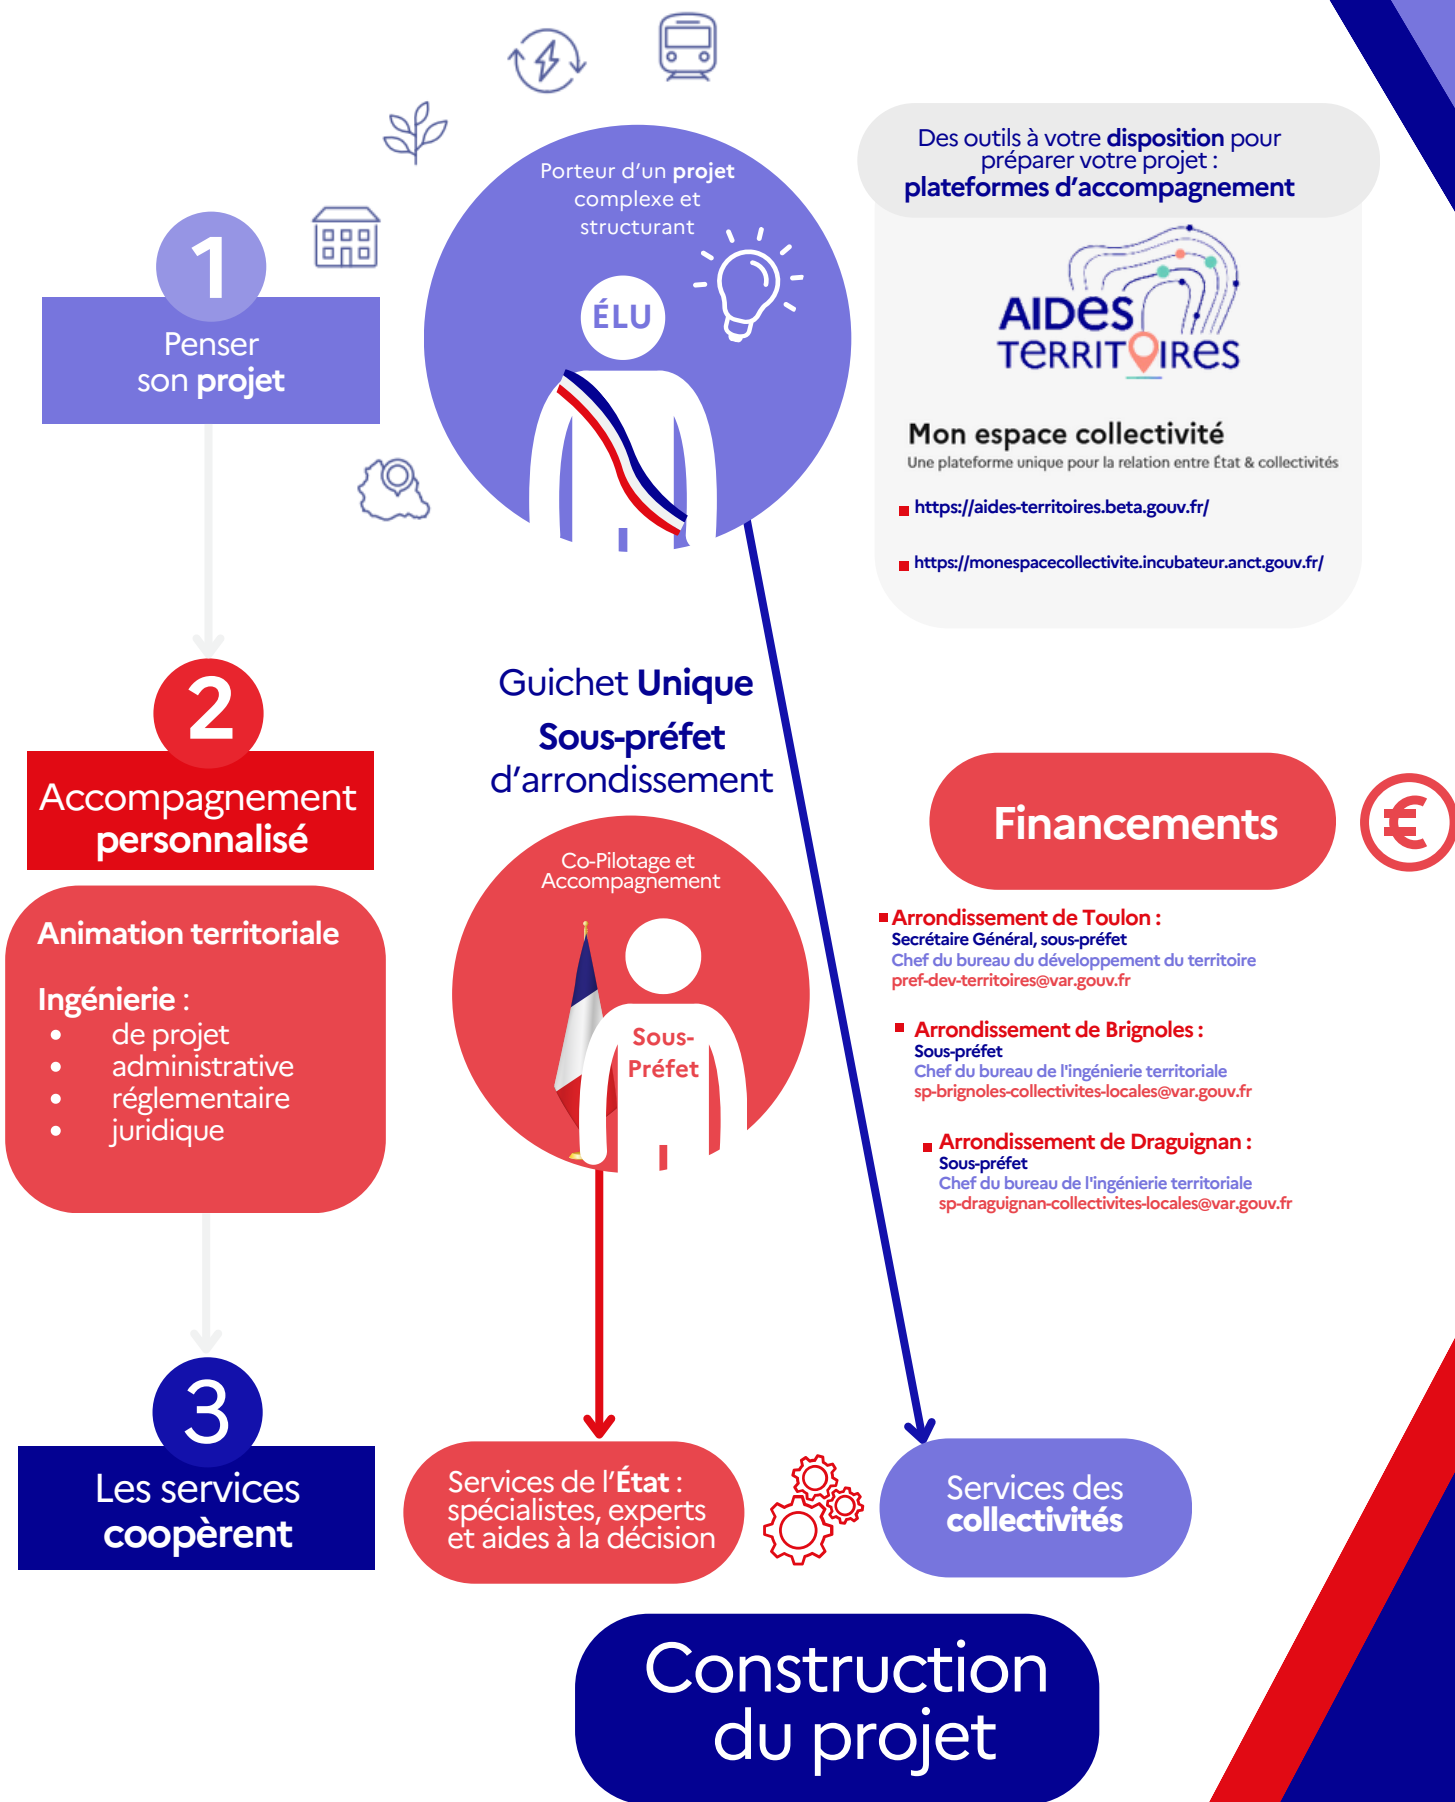 1
Penser
son projet
Porteur d'un projet
complexe et
structurant
ÉLU
Des outils à votre disposition pour
préparer votre projet :
plateformes d'accompagnement
AIDES
TERRITOIRES
Mon espace collectivité
Une plateforme unique pour la relation entre État & collectivités
https://aides-territoires.beta.gouv.fr/
https://monespacecollectivite.incubateur.anct.gouv.fr/
2
Accompagnement
personnalisé
Animation territoriale
Ingénierie :
• de projet
• administrative
• réglementaire
• juridique
Guichet Unique
Sous-préfet
d'arrondissement
Co-Pilotage et
Accompagnement
Sous-
Préfet
Financements
€
Arrondissement de Toulon :
Secrétaire Général, sous-préfet
Chef du bureau du développement du territoire
pref-dev-territoires@var.gouv.fr
Arrondissement de Brignoles :
Sous-préfet
Chef du bureau de l'ingénierie territoriale
sp-brignoles-collectivites-locales@var.gouv.fr
Arrondissement de Draguignan :
Sous-préfet
Chef du bureau de l'ingénierie territoriale
sp-draguignan-collectivites-locales@var.gouv.fr
3
Les services
coopèrent
Services de l'État :
spécialistes, experts
et aides à la décision
Services des
collectivités
Construction
du projet